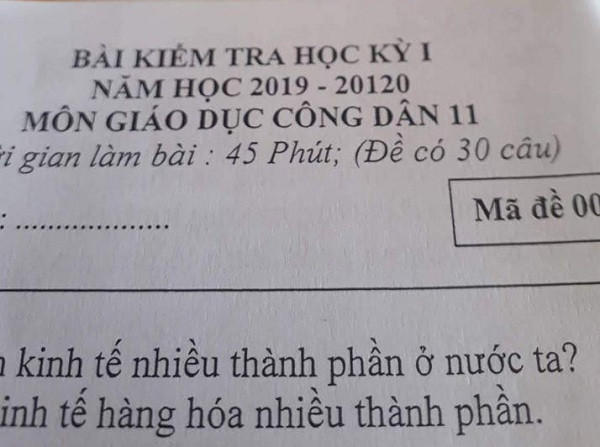 BÀI KIỂM TRA HỌC KỲ I
NĂM HỌC 2019 - 20120
MÔN GIÁO DỤC CÔNG DÂN 11
gian làm bài : 45 Phút; (Đề có 30 câu)
: ...................
Mã đề 00
kinh tế nhiều thành phần ở nước ta?
inh tế hàng hóa nhiều thành phần.